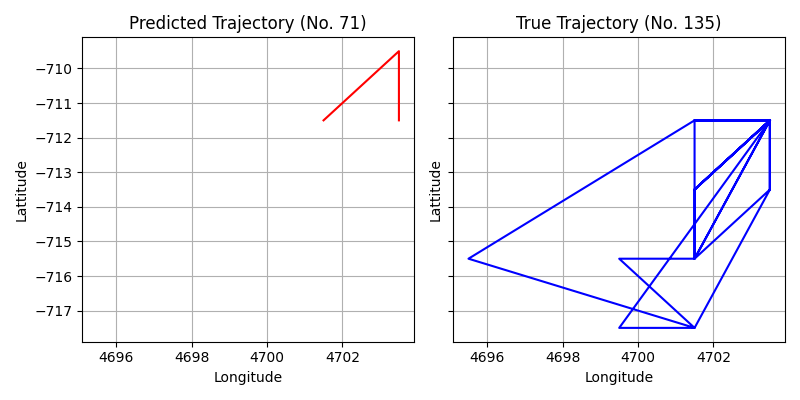 Predicted Trajectory (No. 71)
True Trajectory (No. 135)
−710
−711
−712
−713
−714
−715
−716
−717
Lattitude
Lattitude
4696 4698 4700 4702
4696 4698 4700 4702
Longitude
Longitude